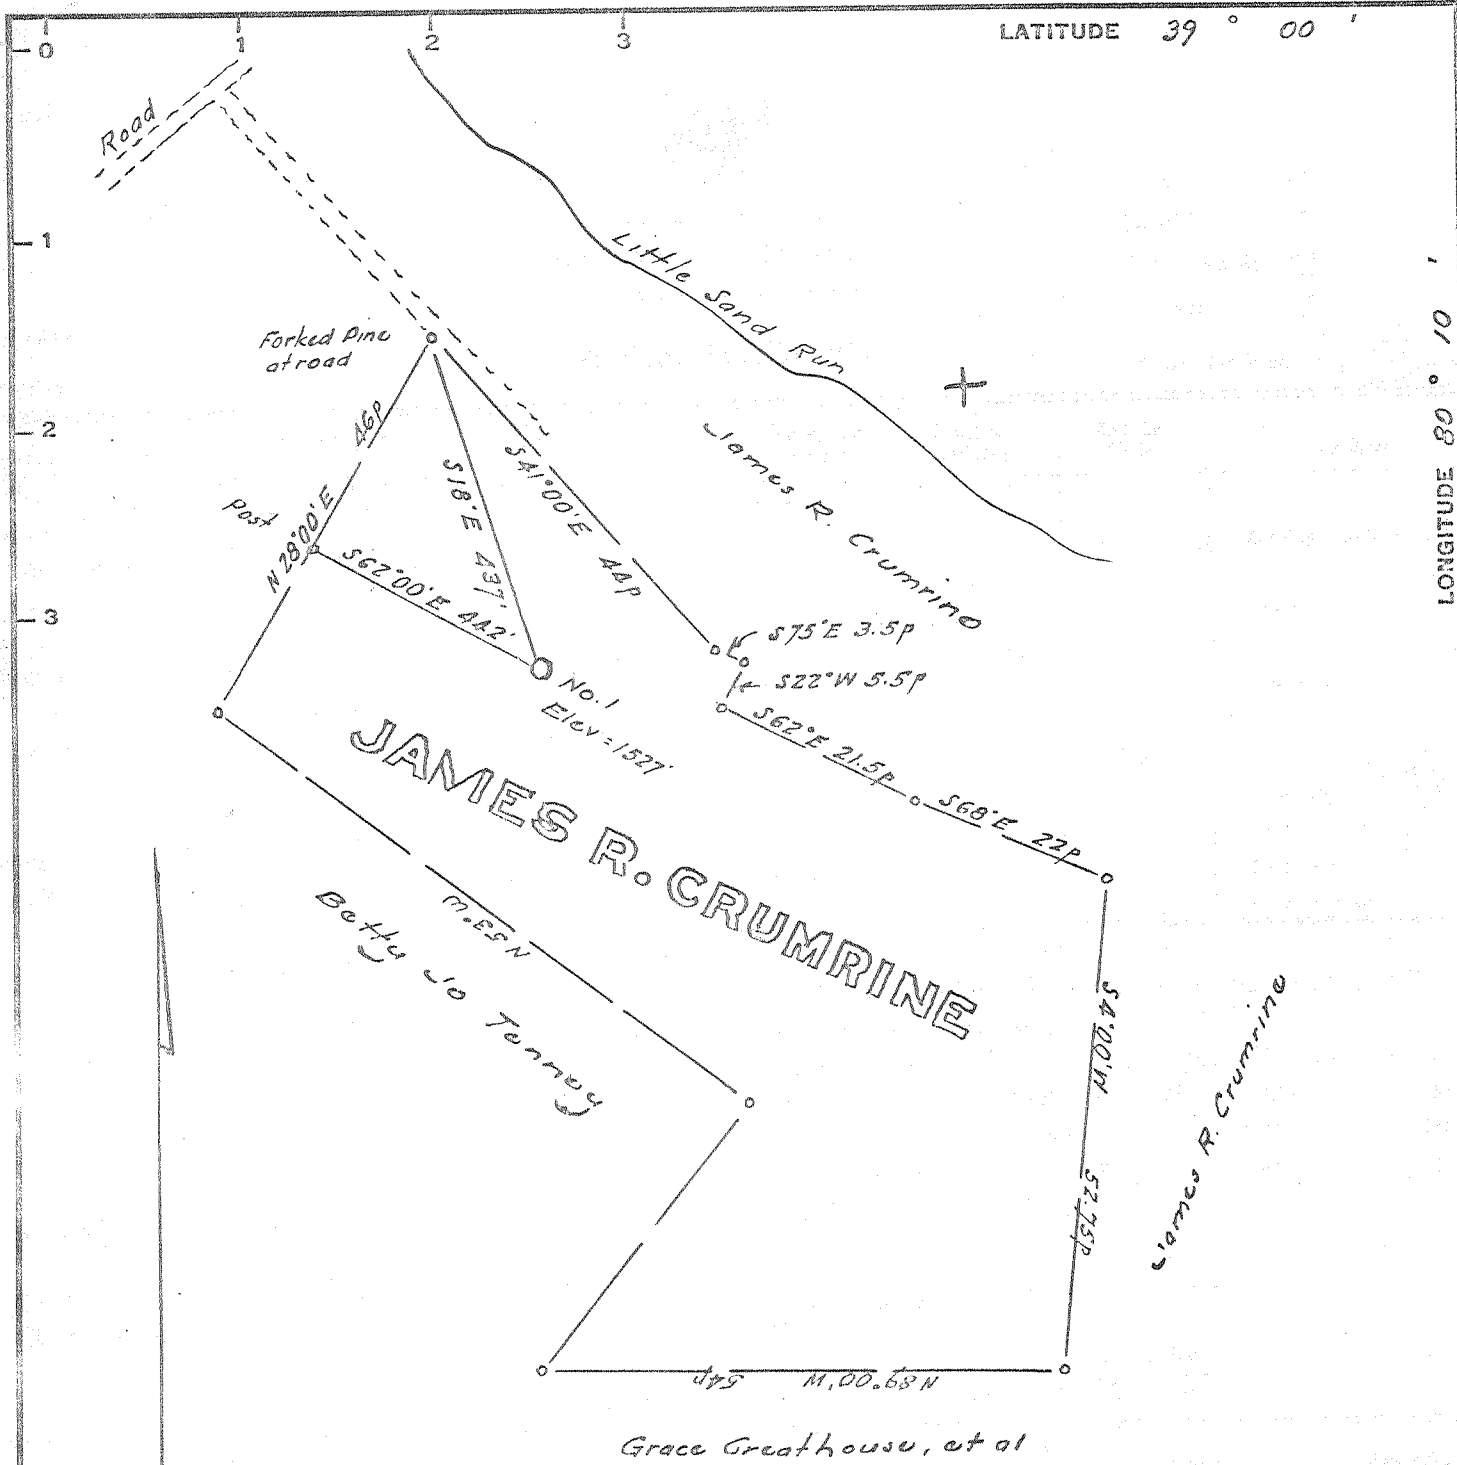 LATITUDE 39 ° 00 '
0 1 2 3
1
2
3
LONGITUDE 80 ° 10 '
Road
Little Sand Run
Forked Pine
at road
46P
Post
N 28°00'E
S18°E 437'
S41°00'E 44P
S62°00'E 442'
James R. Crumrine
S75°E 3.5P
S22°W 5.5P
No. 1
Elev = 1527'
S62°E 21.5P
S68°E 22P
JAMES R. CRUMRINE
N53°W
Betty Jo Tenney
S4°00'W 52.75P
James R. Crumrine
N89°00'W 54P
Grace Greathouse, et al